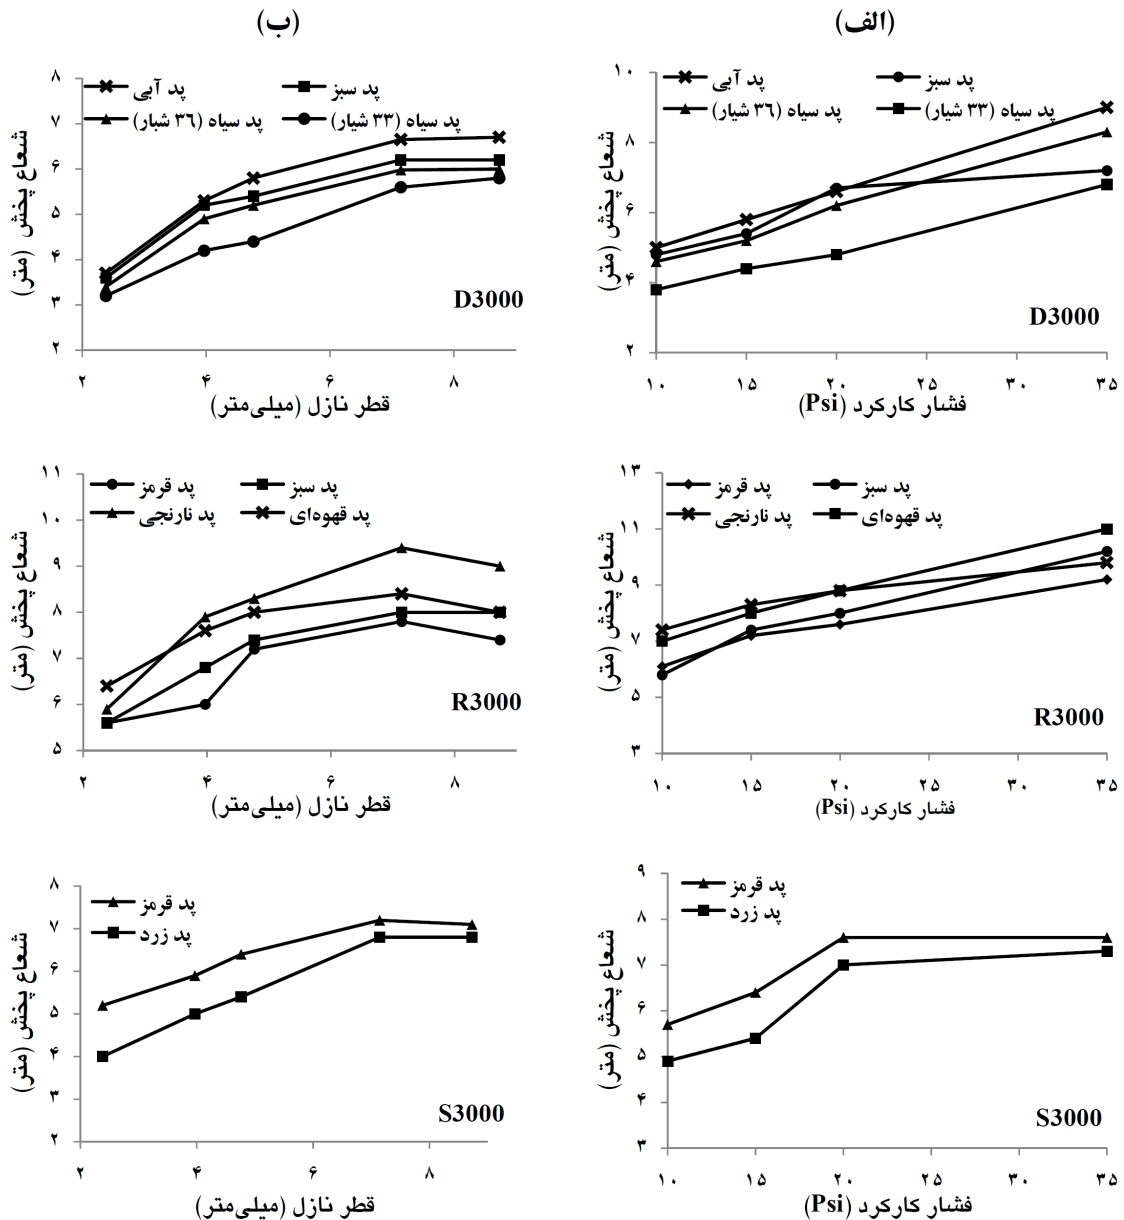 (الف)
(ب)
۱۰
۸
۶
۴
۲
شعاع پخش (متر)
پد آبی
پد سبز
پد سیاه (۳۶ شیار)
پد سیاه (۳۳ شیار)
D3000
۱۰ ۱۵ ۲۰ ۳۰ ۳۵
فشار کارکرد (Psi)
۸
۷
۶
۵
۴
۳
۲
شعاع پخش (متر)
پد آبی
پد سبز
پد سیاه (۳۶ شبار)
پد سیاه (۳۳ شیار)
D3000
۲ ۴ ۶ ۸
قطر نازل (میلی‌متر)
۱۳
۱۱
۹
۷
۵
۳
شعاع پخش (متر)
پد قرمز
پد سبز
پد نارنجی
پد قهوه‌ای
R3000
۱۰ ۱۵ ۲۰ ۳۰ ۳۵
فشار کارکرد (Psi)
۱۱
۱۰
۹
۸
۷
۶
۵
شعاع پخش (متر)
پد قرمز
پد سبز
پد نارنجی
پد قهوه‌ای
R3000
۲ ۴ ۶ ۸
قطر نازل (میلی‌متر)
۹
۸
۷
۶
۵
۴
۳
شعاع پخش (متر)
پد قرمز
پد زرد
S3000
۱۰ ۱۵ ۲۰ ۳۰ ۳۵
فشار کارکرد (Psi)
۸
۷
۶
۵
۴
۳
۲
شعاع پخش (متر)
پد قرمز
پد زرد
S3000
۲ ۴ ۶ ۸
قطر نازل (میلی‌متر)